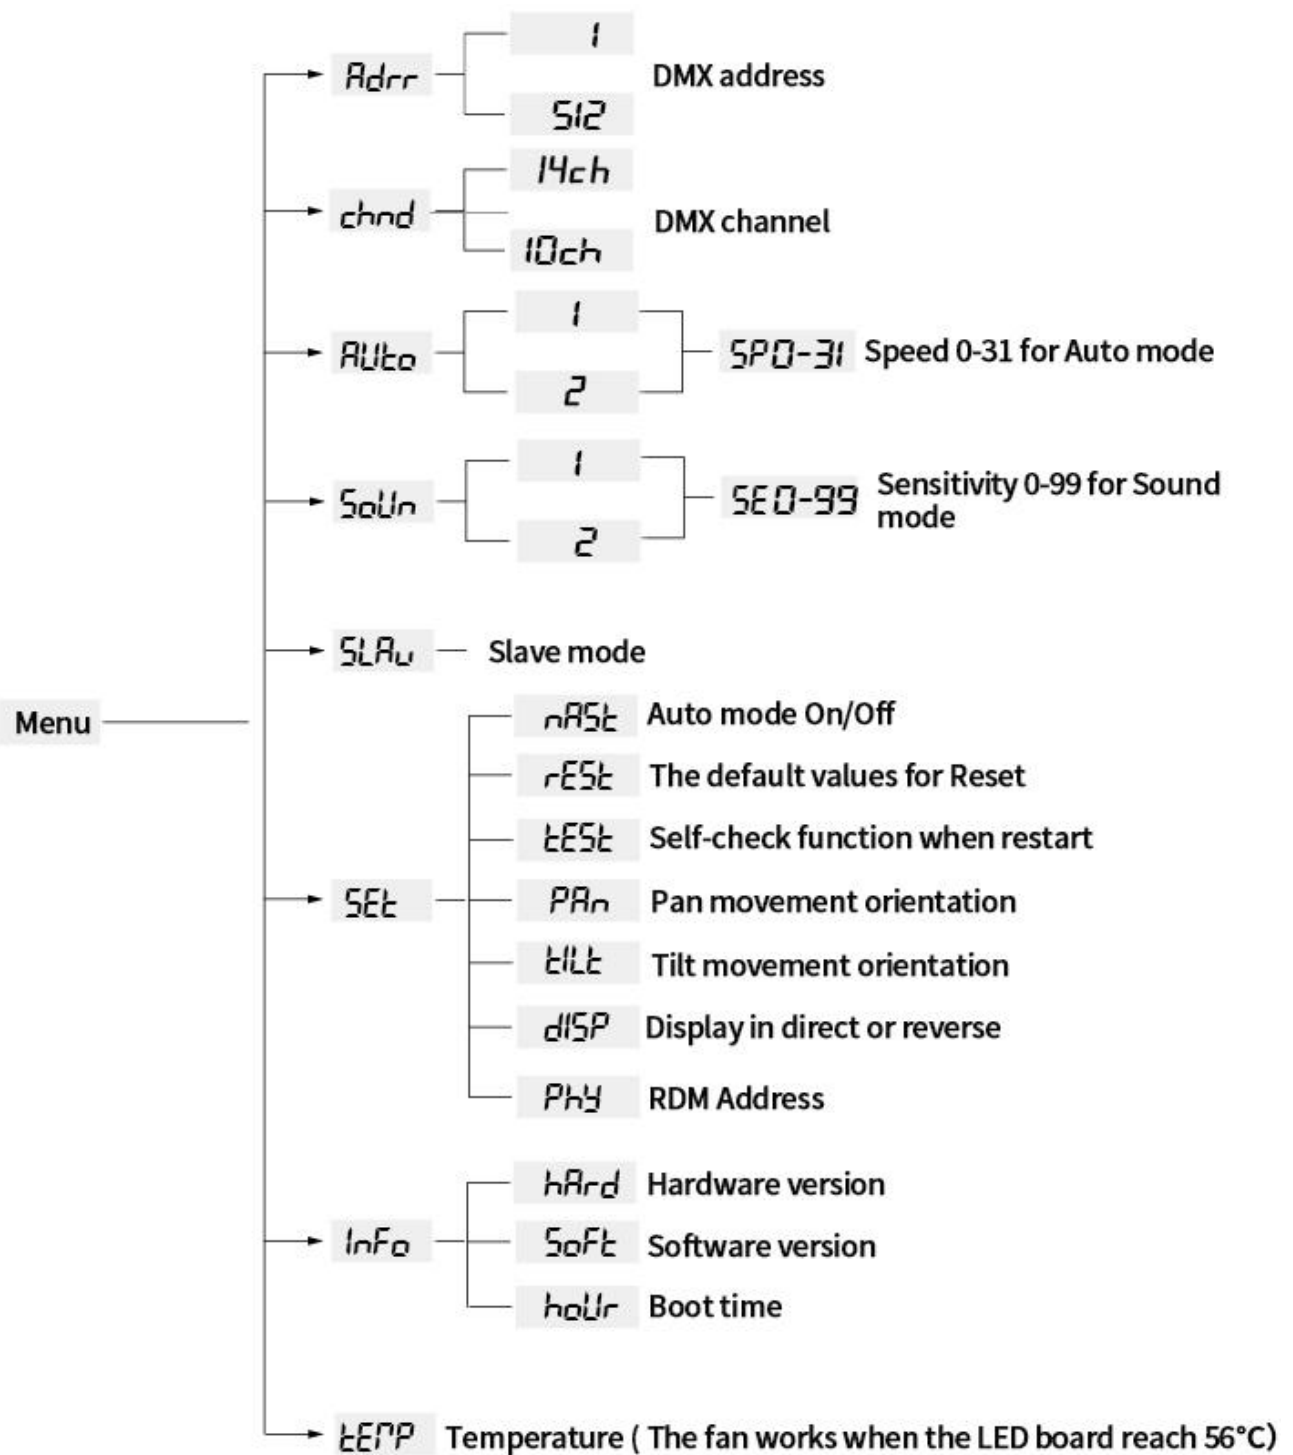 1
Adrr
DMX address
512
14ch
chnd
DMX channel
10ch
1
AUto
SP0-31 Speed 0-31 for Auto mode
2
1
SoUn
SE0-99 Sensitivity 0-99 for Sound
mode
2
SLAv Slave mode
Menu
nASt Auto mode On/Off
rESt The default values for Reset
tESt Self-check function when restart
SEt
PAn Pan movement orientation
tILt Tilt movement orientation
dISP Display in direct or reverse
PhY RDM Address
hArd Hardware version
InFo
SoFt Software version
hoUr Boot time
tEMP Temperature ( The fan works when the LED board reach 56°C)